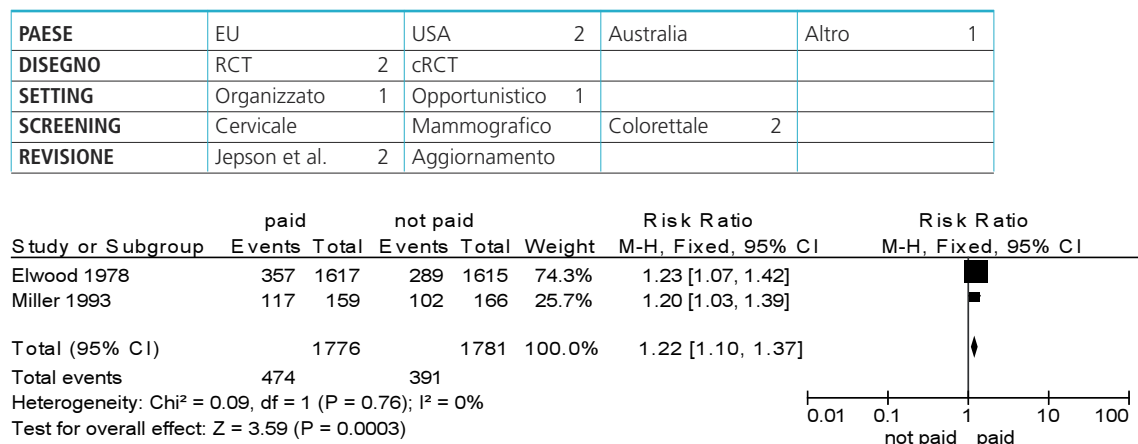 PAESE EU USA 2 Australia Altro 1
DISEGNO RCT 2 cRCT
SETTING Organizzato 1 Opportunistico 1
SCREENING Cervicale Mammografico Colorettale 2
REVISIONE Jepson et al. 2 Aggiornamento
paid not paid Risk Ratio Risk Ratio
Study or Subgroup Events Total Events Total Weight M-H, Fixed, 95% CI M-H, Fixed, 95% CI
Elwood 1978 357 1617 289 1615 74.3% 1.23 [1.07, 1.42]
Miller 1993 117 159 102 166 25.7% 1.20 [1.03, 1.39]
Total (95% CI) 1776 1781 100.0% 1.22 [1.10, 1.37]
Total events 474 391
Heterogeneity: Chi² = 0.09, df = 1 (P = 0.76); I² = 0%
Test for overall effect: Z = 3.59 (P = 0.0003)
0.01 0.1 1 10 100
not paid paid